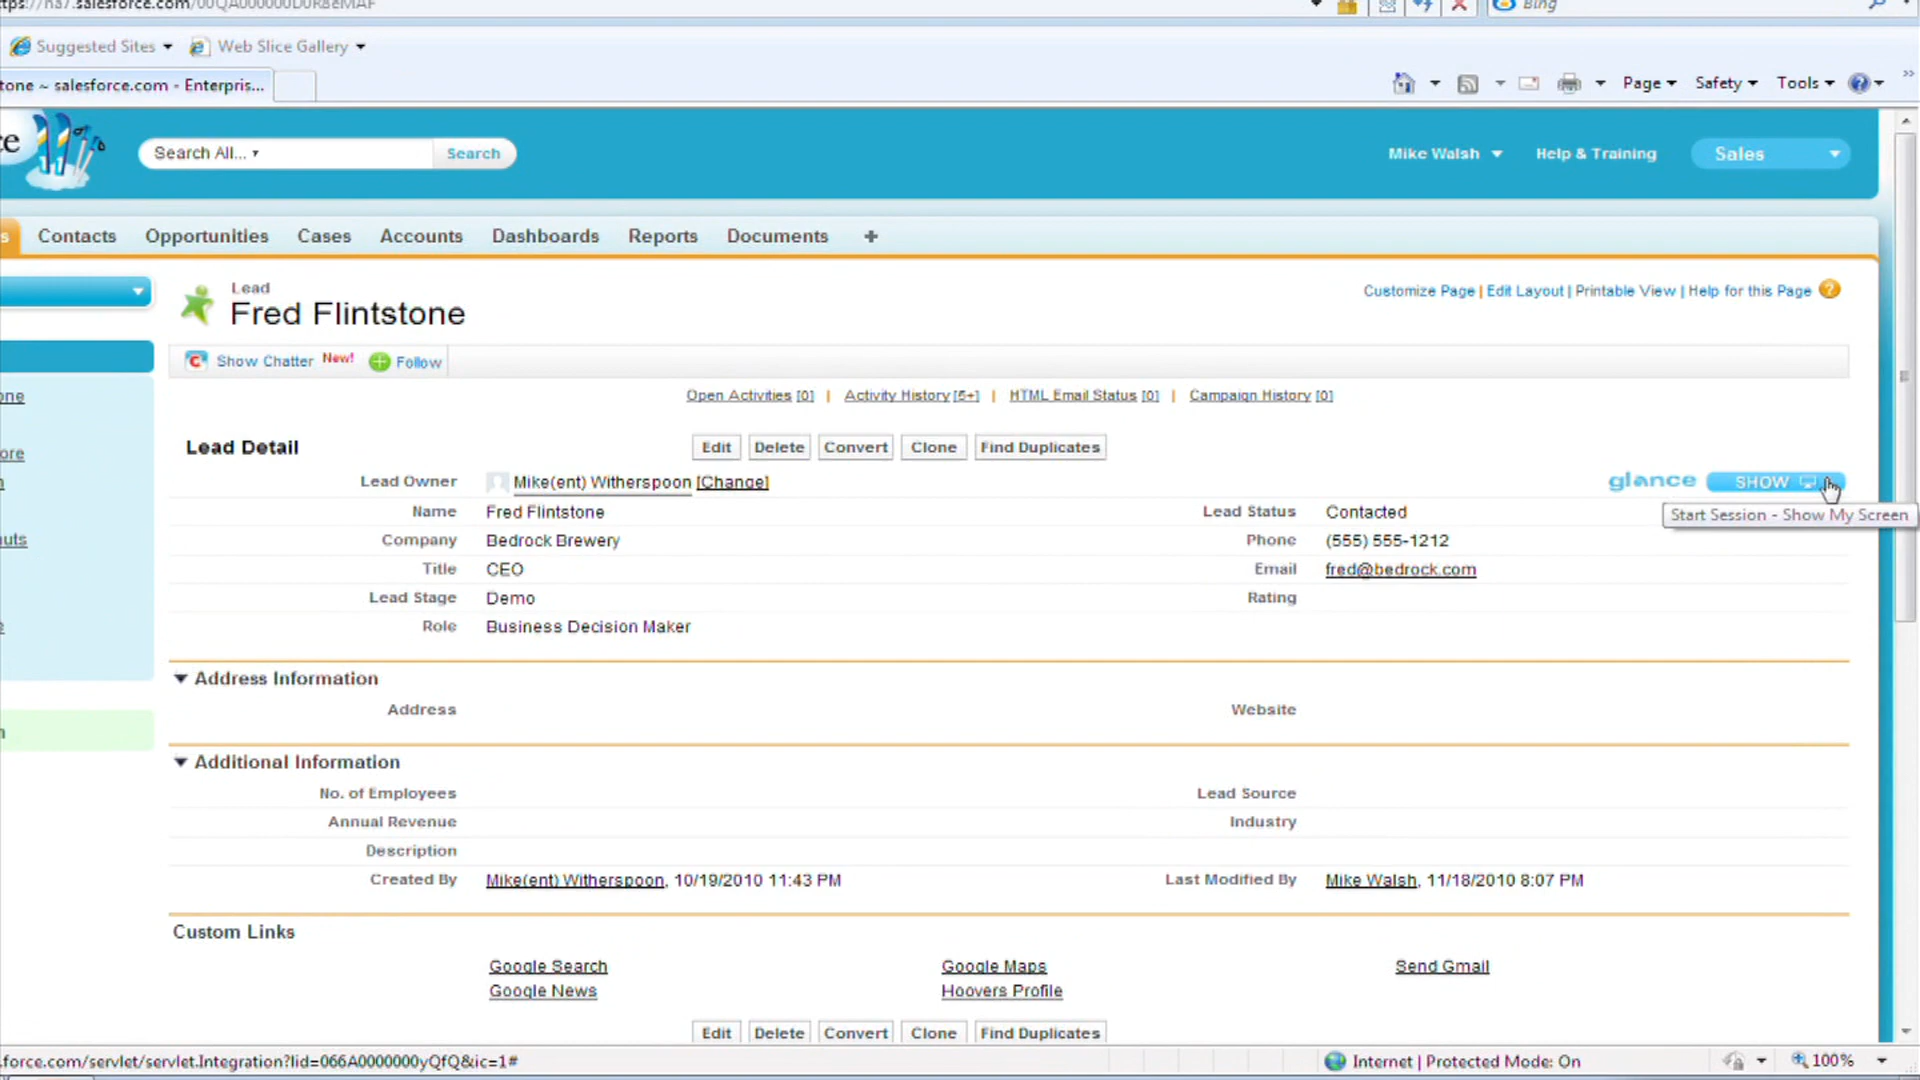 salesforce.com/00QA000000D0R8eMAF
Bing
Suggested Sites Web Slice Gallery
tone ~ salesforce.com - Enterpris...
Page Safety Tools
Search All... Search Mike Walsh Help & Training Sales
Contacts Opportunities Cases Accounts Dashboards Reports Documents +
Lead
Fred Flintstone
Customize Page | Edit Layout | Printable View | Help for this Page ?
Show Chatter New! Follow
Open Activities [0] | Activity History [5+] | HTML Email Status [0] | Campaign History [0]
Lead Detail Edit Delete Convert Clone Find Duplicates
Lead Owner Mike(ent) Witherspoon [Change] glance SHOW
Start Session - Show My Screen
Name Fred Flintstone Lead Status Contacted
Company Bedrock Brewery Phone (555) 555-1212
Title CEO Email fred@bedrock.com
Lead Stage Demo Rating
Role Business Decision Maker
Address Information
Address Website
Additional Information
No. of Employees Lead Source
Annual Revenue Industry
Description
Created By Mike(ent) Witherspoon, 10/19/2010 11:43 PM Last Modified By Mike Walsh, 11/18/2010 8:07 PM
Custom Links
Google Search Google Maps Send Gmail
Google News Hoovers Profile
Edit Delete Convert Clone Find Duplicates
.force.com/servlet/servlet.Integration?lid=066A0000000yQfQ&ic=1# Internet | Protected Mode: On 100%